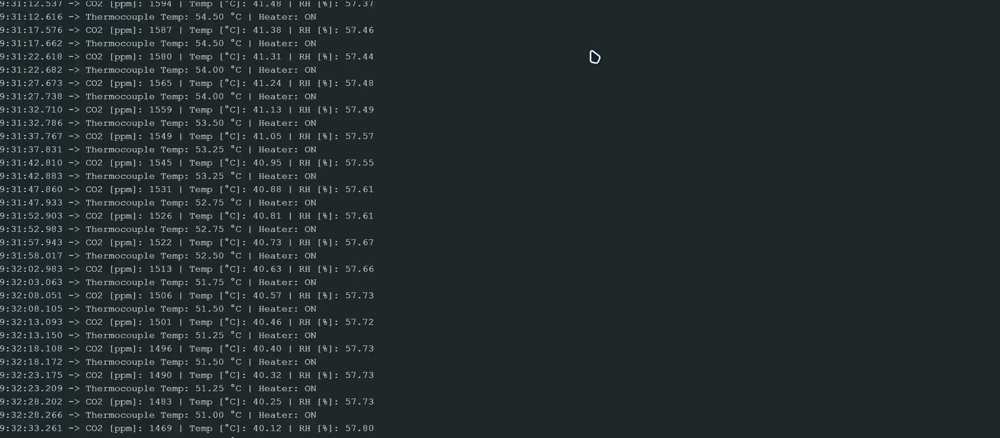 9:31:12.537 -> CO2 [ppm]: 1594 | Temp [°C]: 41.48 | RH [%]: 57.37
9:31:12.616 -> Thermocouple Temp: 54.50 °C | Heater: ON
9:31:17.576 -> CO2 [ppm]: 1587 | Temp [°C]: 41.38 | RH [%]: 57.46
9:31:17.662 -> Thermocouple Temp: 54.50 °C | Heater: ON
9:31:22.618 -> CO2 [ppm]: 1580 | Temp [°C]: 41.31 | RH [%]: 57.44
9:31:22.682 -> Thermocouple Temp: 54.00 °C | Heater: ON
9:31:27.673 -> CO2 [ppm]: 1565 | Temp [°C]: 41.24 | RH [%]: 57.48
9:31:27.738 -> Thermocouple Temp: 54.00 °C | Heater: ON
9:31:32.710 -> CO2 [ppm]: 1559 | Temp [°C]: 41.13 | RH [%]: 57.49
9:31:32.786 -> Thermocouple Temp: 53.50 °C | Heater: ON
9:31:37.767 -> CO2 [ppm]: 1549 | Temp [°C]: 41.05 | RH [%]: 57.57
9:31:37.831 -> Thermocouple Temp: 53.25 °C | Heater: ON
9:31:42.810 -> CO2 [ppm]: 1545 | Temp [°C]: 40.95 | RH [%]: 57.55
9:31:42.883 -> Thermocouple Temp: 53.25 °C | Heater: ON
9:31:47.860 -> CO2 [ppm]: 1531 | Temp [°C]: 40.88 | RH [%]: 57.61
9:31:47.933 -> Thermocouple Temp: 52.75 °C | Heater: ON
9:31:52.903 -> CO2 [ppm]: 1526 | Temp [°C]: 40.81 | RH [%]: 57.61
9:31:52.983 -> Thermocouple Temp: 52.75 °C | Heater: ON
9:31:57.943 -> CO2 [ppm]: 1522 | Temp [°C]: 40.73 | RH [%]: 57.67
9:31:58.017 -> Thermocouple Temp: 52.50 °C | Heater: ON
9:32:02.983 -> CO2 [ppm]: 1513 | Temp [°C]: 40.63 | RH [%]: 57.66
9:32:03.063 -> Thermocouple Temp: 51.75 °C | Heater: ON
9:32:08.051 -> CO2 [ppm]: 1506 | Temp [°C]: 40.57 | RH [%]: 57.73
9:32:08.105 -> Thermocouple Temp: 51.50 °C | Heater: ON
9:32:13.093 -> CO2 [ppm]: 1501 | Temp [°C]: 40.46 | RH [%]: 57.72
9:32:13.150 -> Thermocouple Temp: 51.25 °C | Heater: ON
9:32:18.108 -> CO2 [ppm]: 1496 | Temp [°C]: 40.40 | RH [%]: 57.73
9:32:18.172 -> Thermocouple Temp: 51.50 °C | Heater: ON
9:32:23.175 -> CO2 [ppm]: 1490 | Temp [°C]: 40.32 | RH [%]: 57.73
9:32:23.209 -> Thermocouple Temp: 51.25 °C | Heater: ON
9:32:28.202 -> CO2 [ppm]: 1483 | Temp [°C]: 40.25 | RH [%]: 57.73
9:32:28.266 -> Thermocouple Temp: 51.00 °C | Heater: ON
9:32:33.261 -> CO2 [ppm]: 1469 | Temp [°C]: 40.12 | RH [%]: 57.80